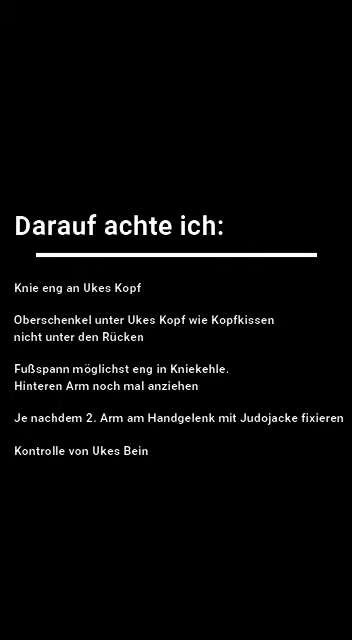 Darauf achte ich:
Knie eng an Ukes Kopf
Oberschenkel unter Ukes Kopf wie Kopfkissen
nicht unter den Rücken
Fußspann möglichst eng in Kniekehle.
Hinteren Arm noch mal anziehen
Je nachdem 2. Arm am Handgelenk mit Judojacke fixieren
Kontrolle von Ukes Bein